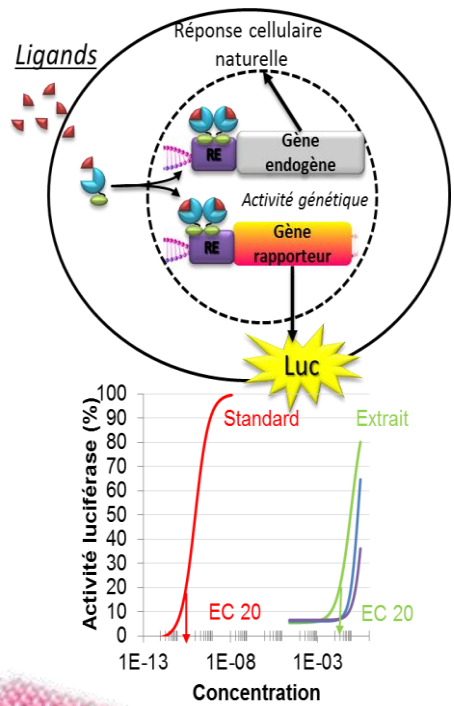 Réponse cellulaire
naturelle
Ligands
RE
Gène
endogène
Activité génétique
RE
Gène
rapporteur
Luc
Activité luciférase (%)
100
90
80
70
60
50
40
30
20
10
0
Standard
Extrait
EC 20
EC 20
1E-13
1E-08
1E-03
Concentration